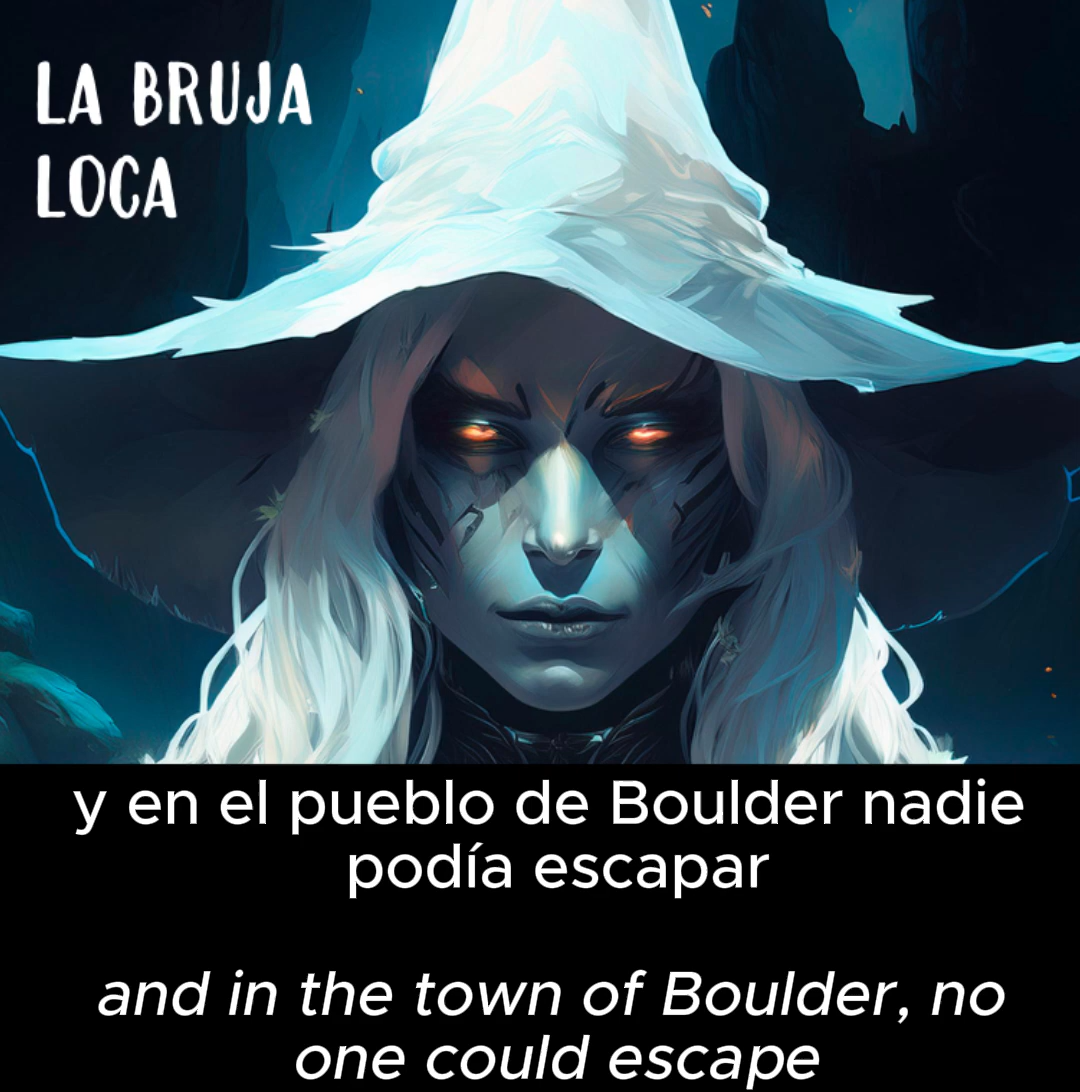 LA BRUJA
LOCA
y en el pueblo de Boulder nadie
podía escapar
and in the town of Boulder, no
one could escape